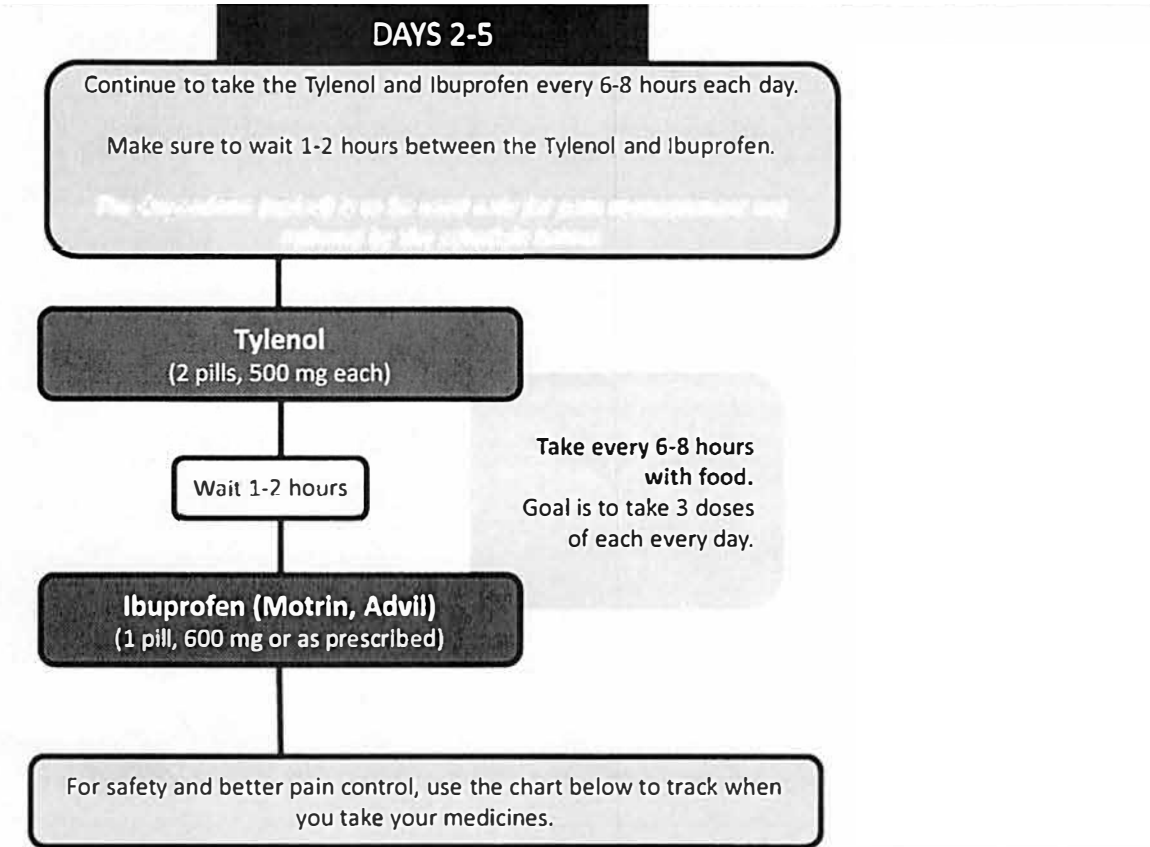 DAYS 2-5
Continue to take the Tylenol and Ibuprofen every 6-8 hours each day.
Make sure to wait 1-2 hours between the Tylenol and Ibuprofen.
Tylenol
(2 pills, 500 mg each)
Wait 1-2 hours
Take every 6-8 hours
with food.
Goal is to take 3 doses
of each every day.
Ibuprofen (Motrin, Advil)
(1 pill, 600 mg or as prescribed)
For safety and better pain control, use the chart below to track when
you take your medicines.